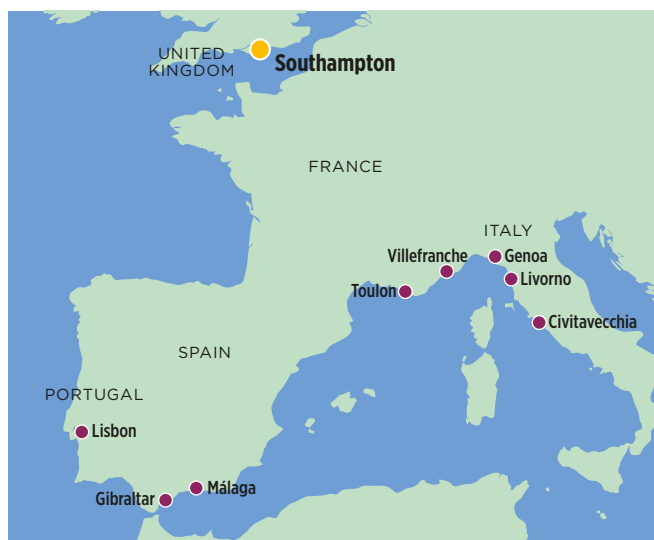 UNITED
KINGDOM
Southampton
FRANCE
ITALY
Villefranche
Genoa
Livorno
Toulon
Civitavecchia
SPAIN
PORTUGAL
Lisbon
Málaga
Gibraltar